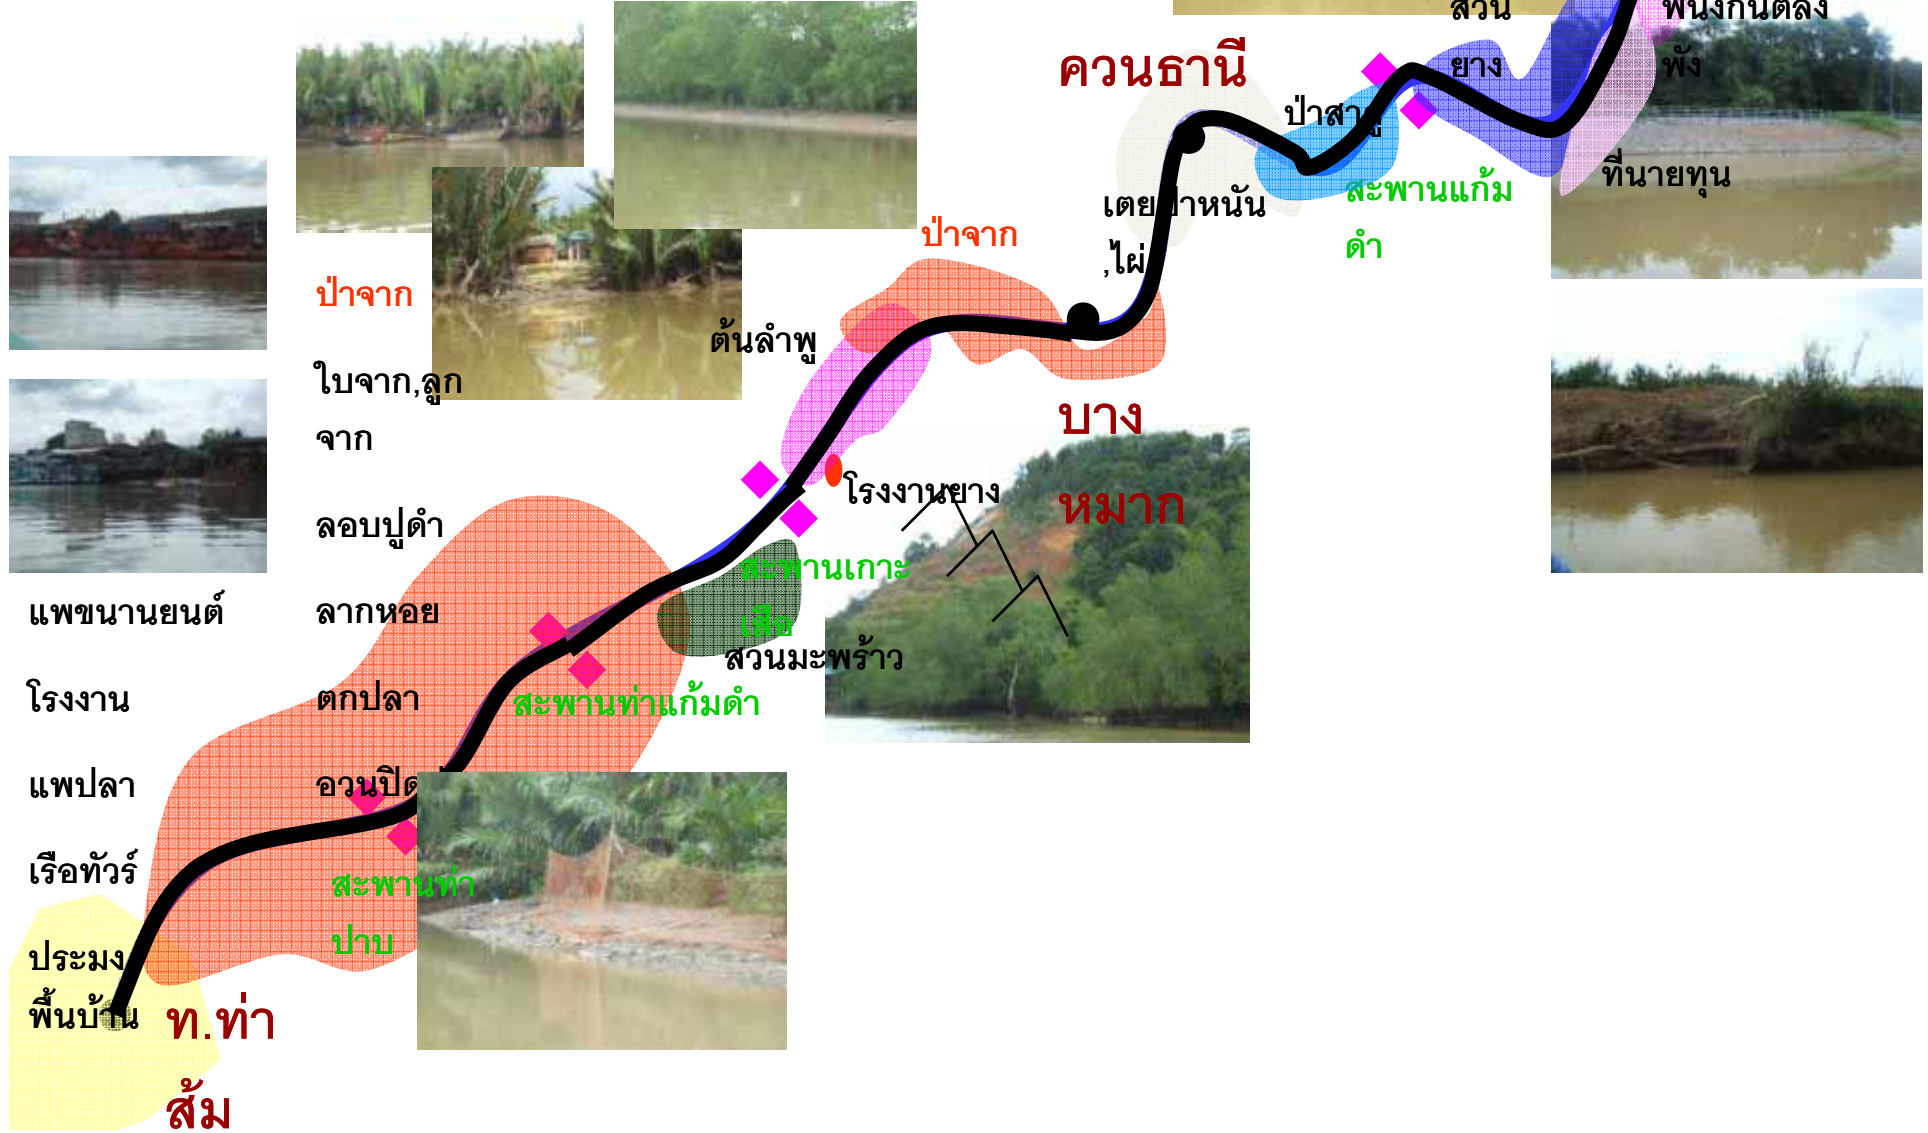 สวน
ยาง
พนังกั้นตลิ่ง
พัง
ควนธานี
ป่าสาคู
สะพานแก้ม
ดำ
ที่นายทุน
เตยป่าหนัน
,ไผ่
ป่าจาก
ป่าจาก
ต้นลำพู
ใบจาก,ลูก
จาก
บาง
หมาก
โรงงานยาง
ลอบปูดำ
สะพานเกาะ
เสือ
สวนมะพร้าว
แพขนานยนต์
ลากหอย
โรงงาน
ตกปลา
สะพานท่าแก้มดำ
แพปลา
อวนปิด
เรือทัวร์
สะพานท่า
ปาบ
ประมง
พื้นบ้าน
ท.ท่า
ส้ม